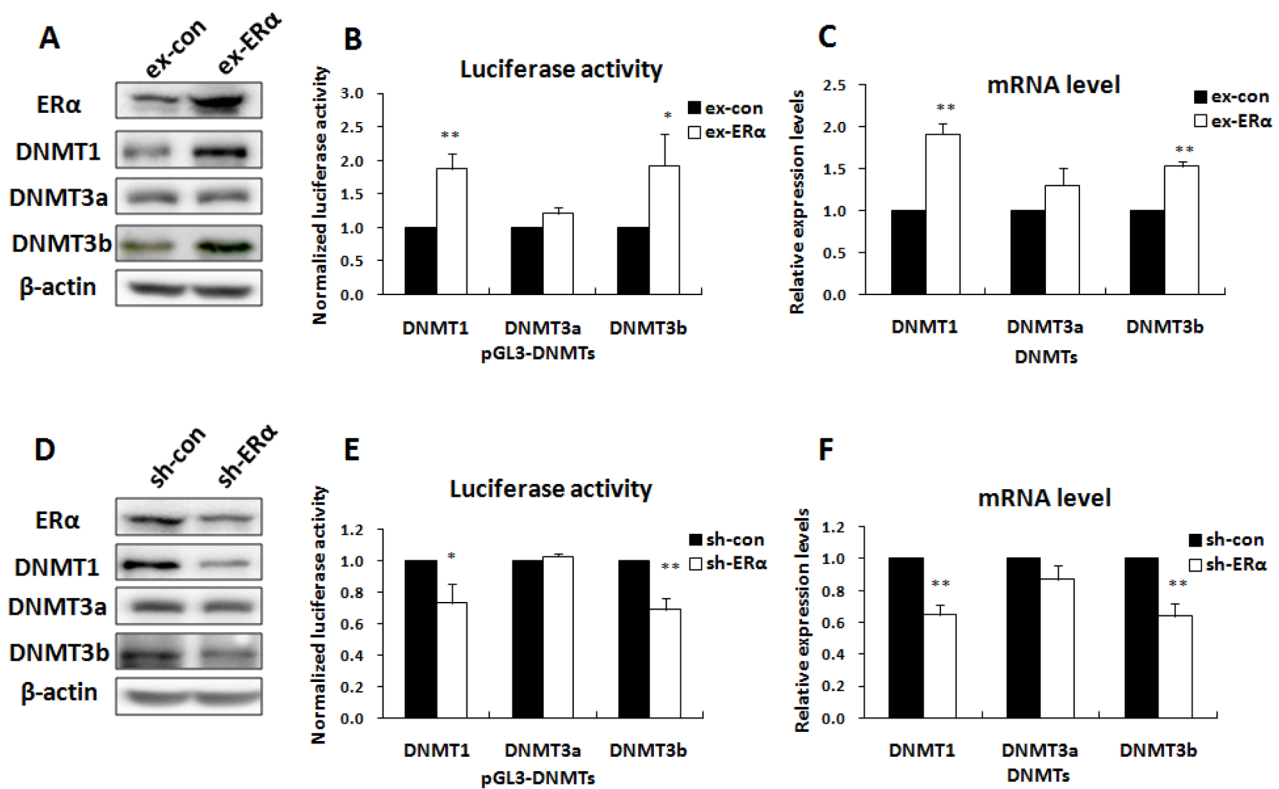 A
ex-con
ex-ERα
ERα
DNMT1
DNMT3a
DNMT3b
β-actin
B
Luciferase activity
Normalized luciferase activity
3.0
2.5
2.0
1.5
1.0
0.5
0.0
**
*
ex-con
ex-ERα
DNMT1
DNMT3a
DNMT3b
pGL3-DNMTs
C
mRNA level
Relative expression levels
2.5
2.0
1.5
1.0
0.5
0.0
**
**
ex-con
ex-ERα
DNMT1
DNMT3a
DNMT3b
DNMTs
D
sh-con
sh-ERα
ERα
DNMT1
DNMT3a
DNMT3b
β-actin
E
Luciferase activity
Normalized luciferase activity
1.2
1.0
0.8
0.6
0.4
0.2
0.0
*
**
sh-con
sh-ERα
DNMT1
DNMT3a
DNMT3b
pGL3-DNMTs
F
mRNA level
Relative expression levels
1.2
1.0
0.8
0.6
0.4
0.2
0.0
**
**
sh-con
sh-ERα
DNMT1
DNMT3a
DNMT3b
DNMTs